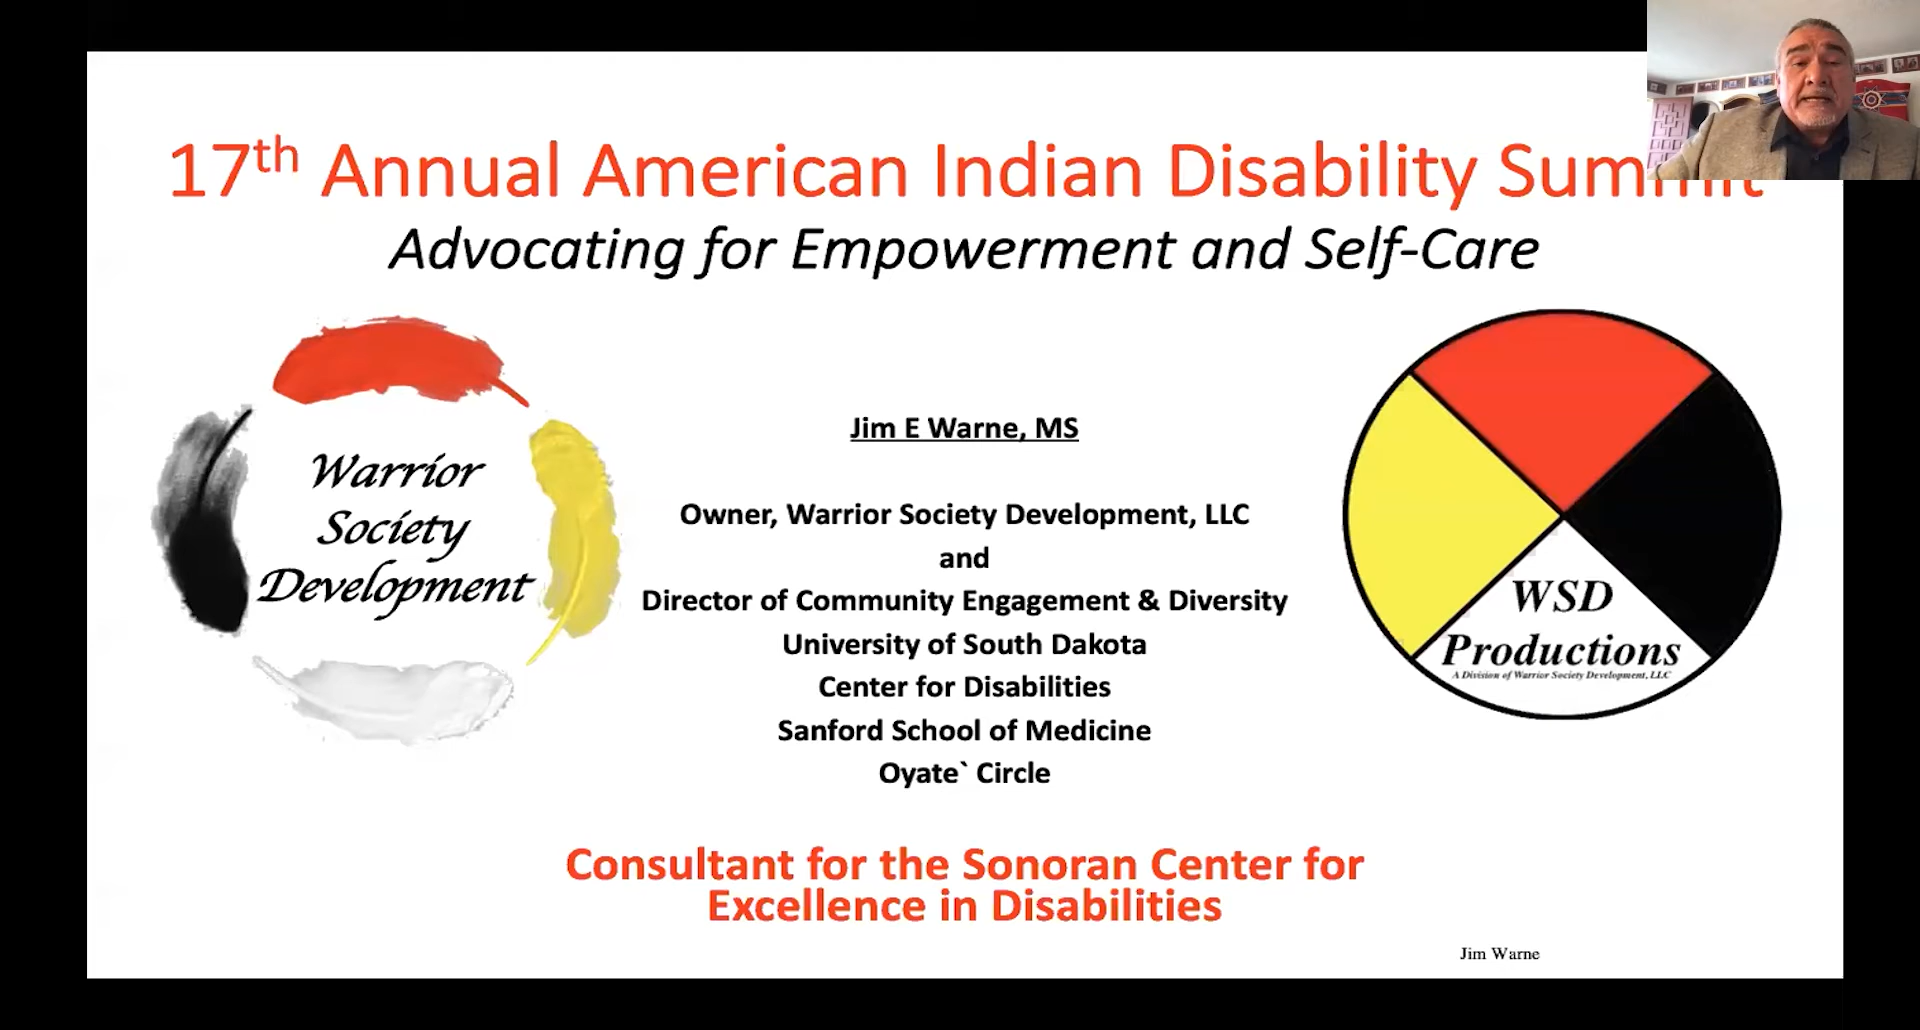 17th Annual American Indian Disability Summit
Advocating for Empowerment and Self-Care
Warrior
Society
Development
Jim E Warne, MS
Owner, Warrior Society Development, LLC
and
Director of Community Engagement & Diversity
University of South Dakota
Center for Disabilities
Sanford School of Medicine
Oyate` Circle
WSD
Productions
A Division of Warrior Society Development, LLC
Consultant for the Sonoran Center for
Excellence in Disabilities
Jim Warne